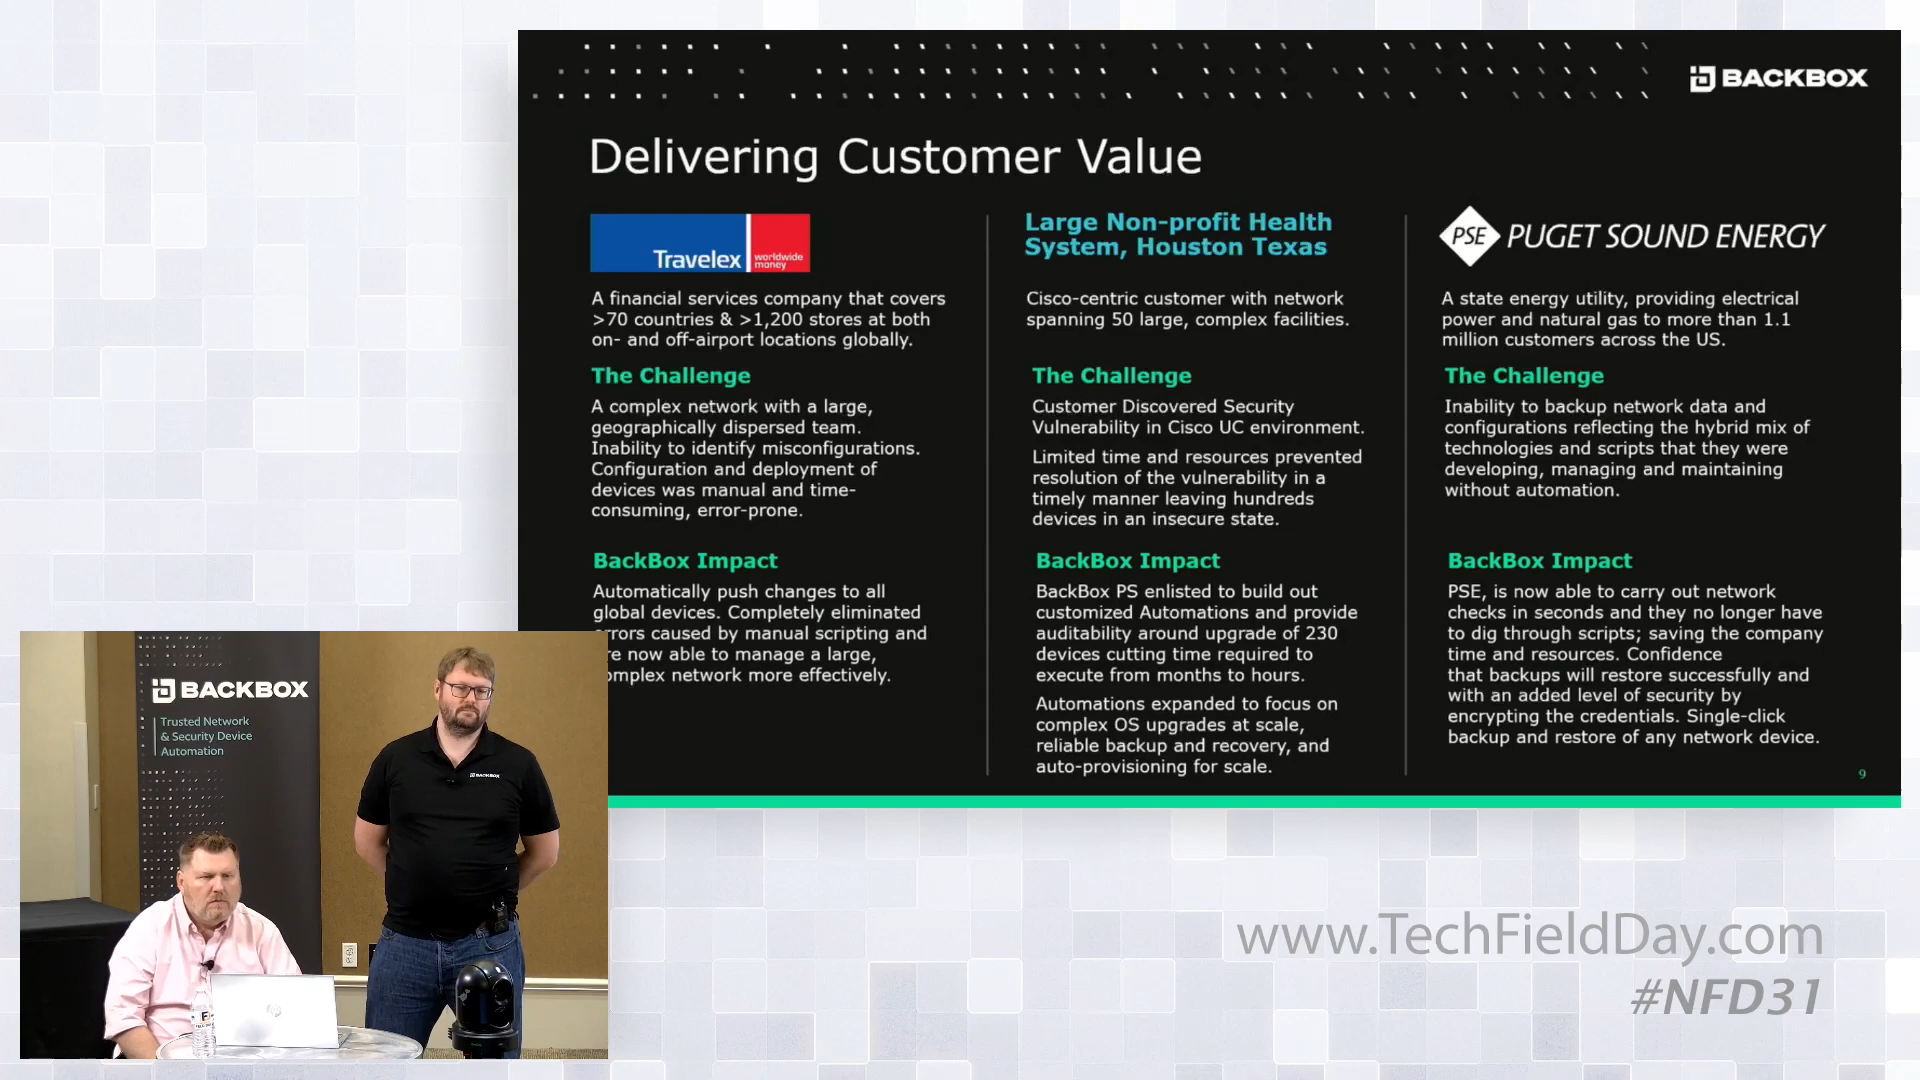 BACKBOX
Delivering Customer Value
Travelex
worldwide
money
A financial services company that covers
>70 countries & >1,200 stores at both
on- and off-airport locations globally.
The Challenge
A complex network with a large,
geographically dispersed team.
Inability to identify misconfigurations.
Configuration and deployment of
devices was manual and time-
consuming, error-prone.
BackBox Impact
Automatically push changes to all
global devices. Completely eliminated
errors caused by manual scripting and
re now able to manage a large,
omplex network more effectively.
Large Non-profit Health
System, Houston Texas
Cisco-centric customer with network
spanning 50 large, complex facilities.
The Challenge
Customer Discovered Security
Vulnerability in Cisco UC environment.
Limited time and resources prevented
resolution of the vulnerability in a
timely manner leaving hundreds
devices in an insecure state.
BackBox Impact
BackBox PS enlisted to build out
customized Automations and provide
auditability around upgrade of 230
devices cutting time required to
execute from months to hours.
Automations expanded to focus on
complex OS upgrades at scale,
reliable backup and recovery, and
auto-provisioning for scale.
PSE PUGET SOUND ENERGY
A state energy utility, providing electrical
power and natural gas to more than 1.1
million customers across the US.
The Challenge
Inability to backup network data and
configurations reflecting the hybrid mix of
technologies and scripts that they were
developing, managing and maintaining
without automation.
BackBox Impact
PSE, is now able to carry out network
checks in seconds and they no longer have
to dig through scripts; saving the company
time and resources. Confidence
that backups will restore successfully and
with an added level of security by
encrypting the credentials. Single-click
backup and restore of any network device.
9
BACKBOX
Trusted Network
& Security Device
Automation
BACKBOX
hp
www.TechFieldDay.com
#NFD31